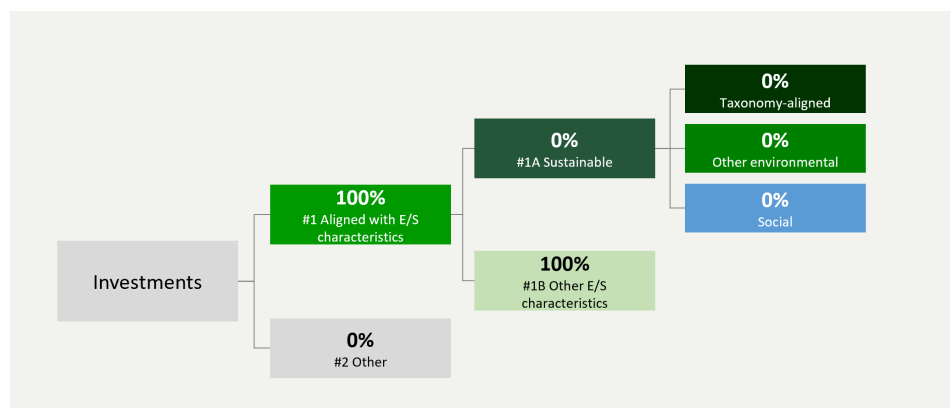 Investments
100%
#1 Aligned with E/S
characteristics
0%
#2 Other
0%
#1A Sustainable
100%
#1B Other E/S
characteristics
0%
Taxonomy-aligned
0%
Other environmental
0%
Social